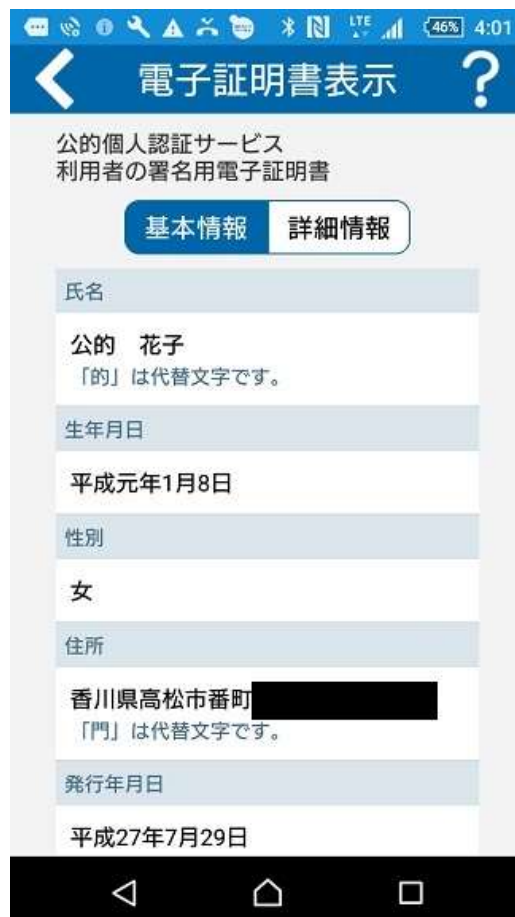 LTE 46% 4:01
電子証明書表示 ?
公的個人認証サービス
利用者の署名用電子証明書
基本情報 詳細情報
氏名
公的 花子
「的」は代替文字です。
生年月日
平成元年1月8日
性別
女
住所
香川県高松市番町
「門」は代替文字です。
発行年月日
平成27年7月29日